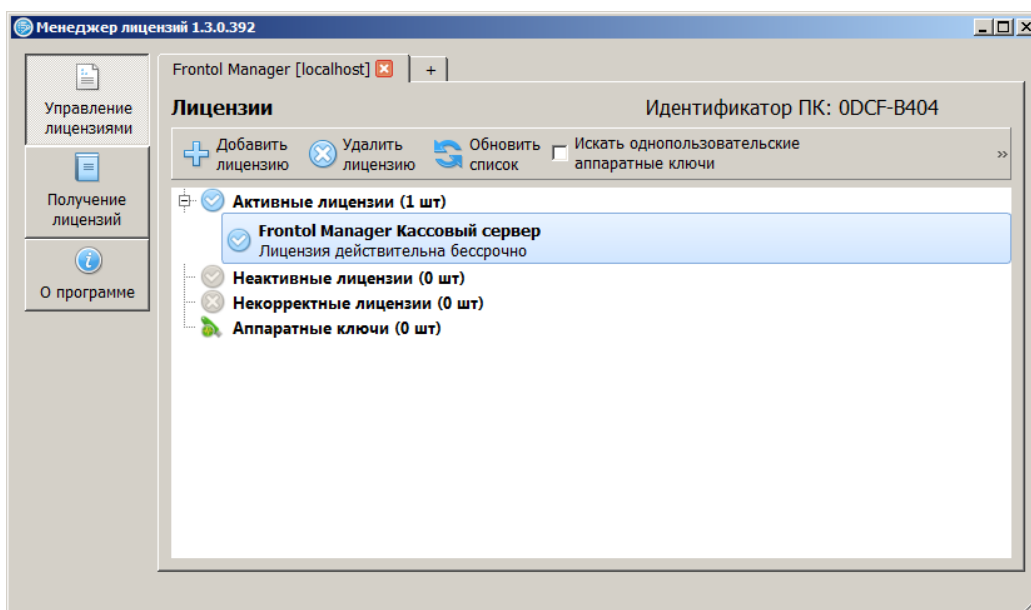 Менеджер лицензий 1.3.0.392
Frontol Manager [localhost]
+
Управление
лицензиями
Лицензии
Идентификатор ПК: 0DCF-B404
Добавить
лицензию
Удалить
лицензию
Обновить
список
Искать однопользовательские
аппаратные ключи
»
Получение
лицензий
О программе
Активные лицензии (1 шт)
Frontol Manager Кассовый сервер
Лицензия действительна бессрочно
Неактивные лицензии (0 шт)
Некорректные лицензии (0 шт)
Аппаратные ключи (0 шт)